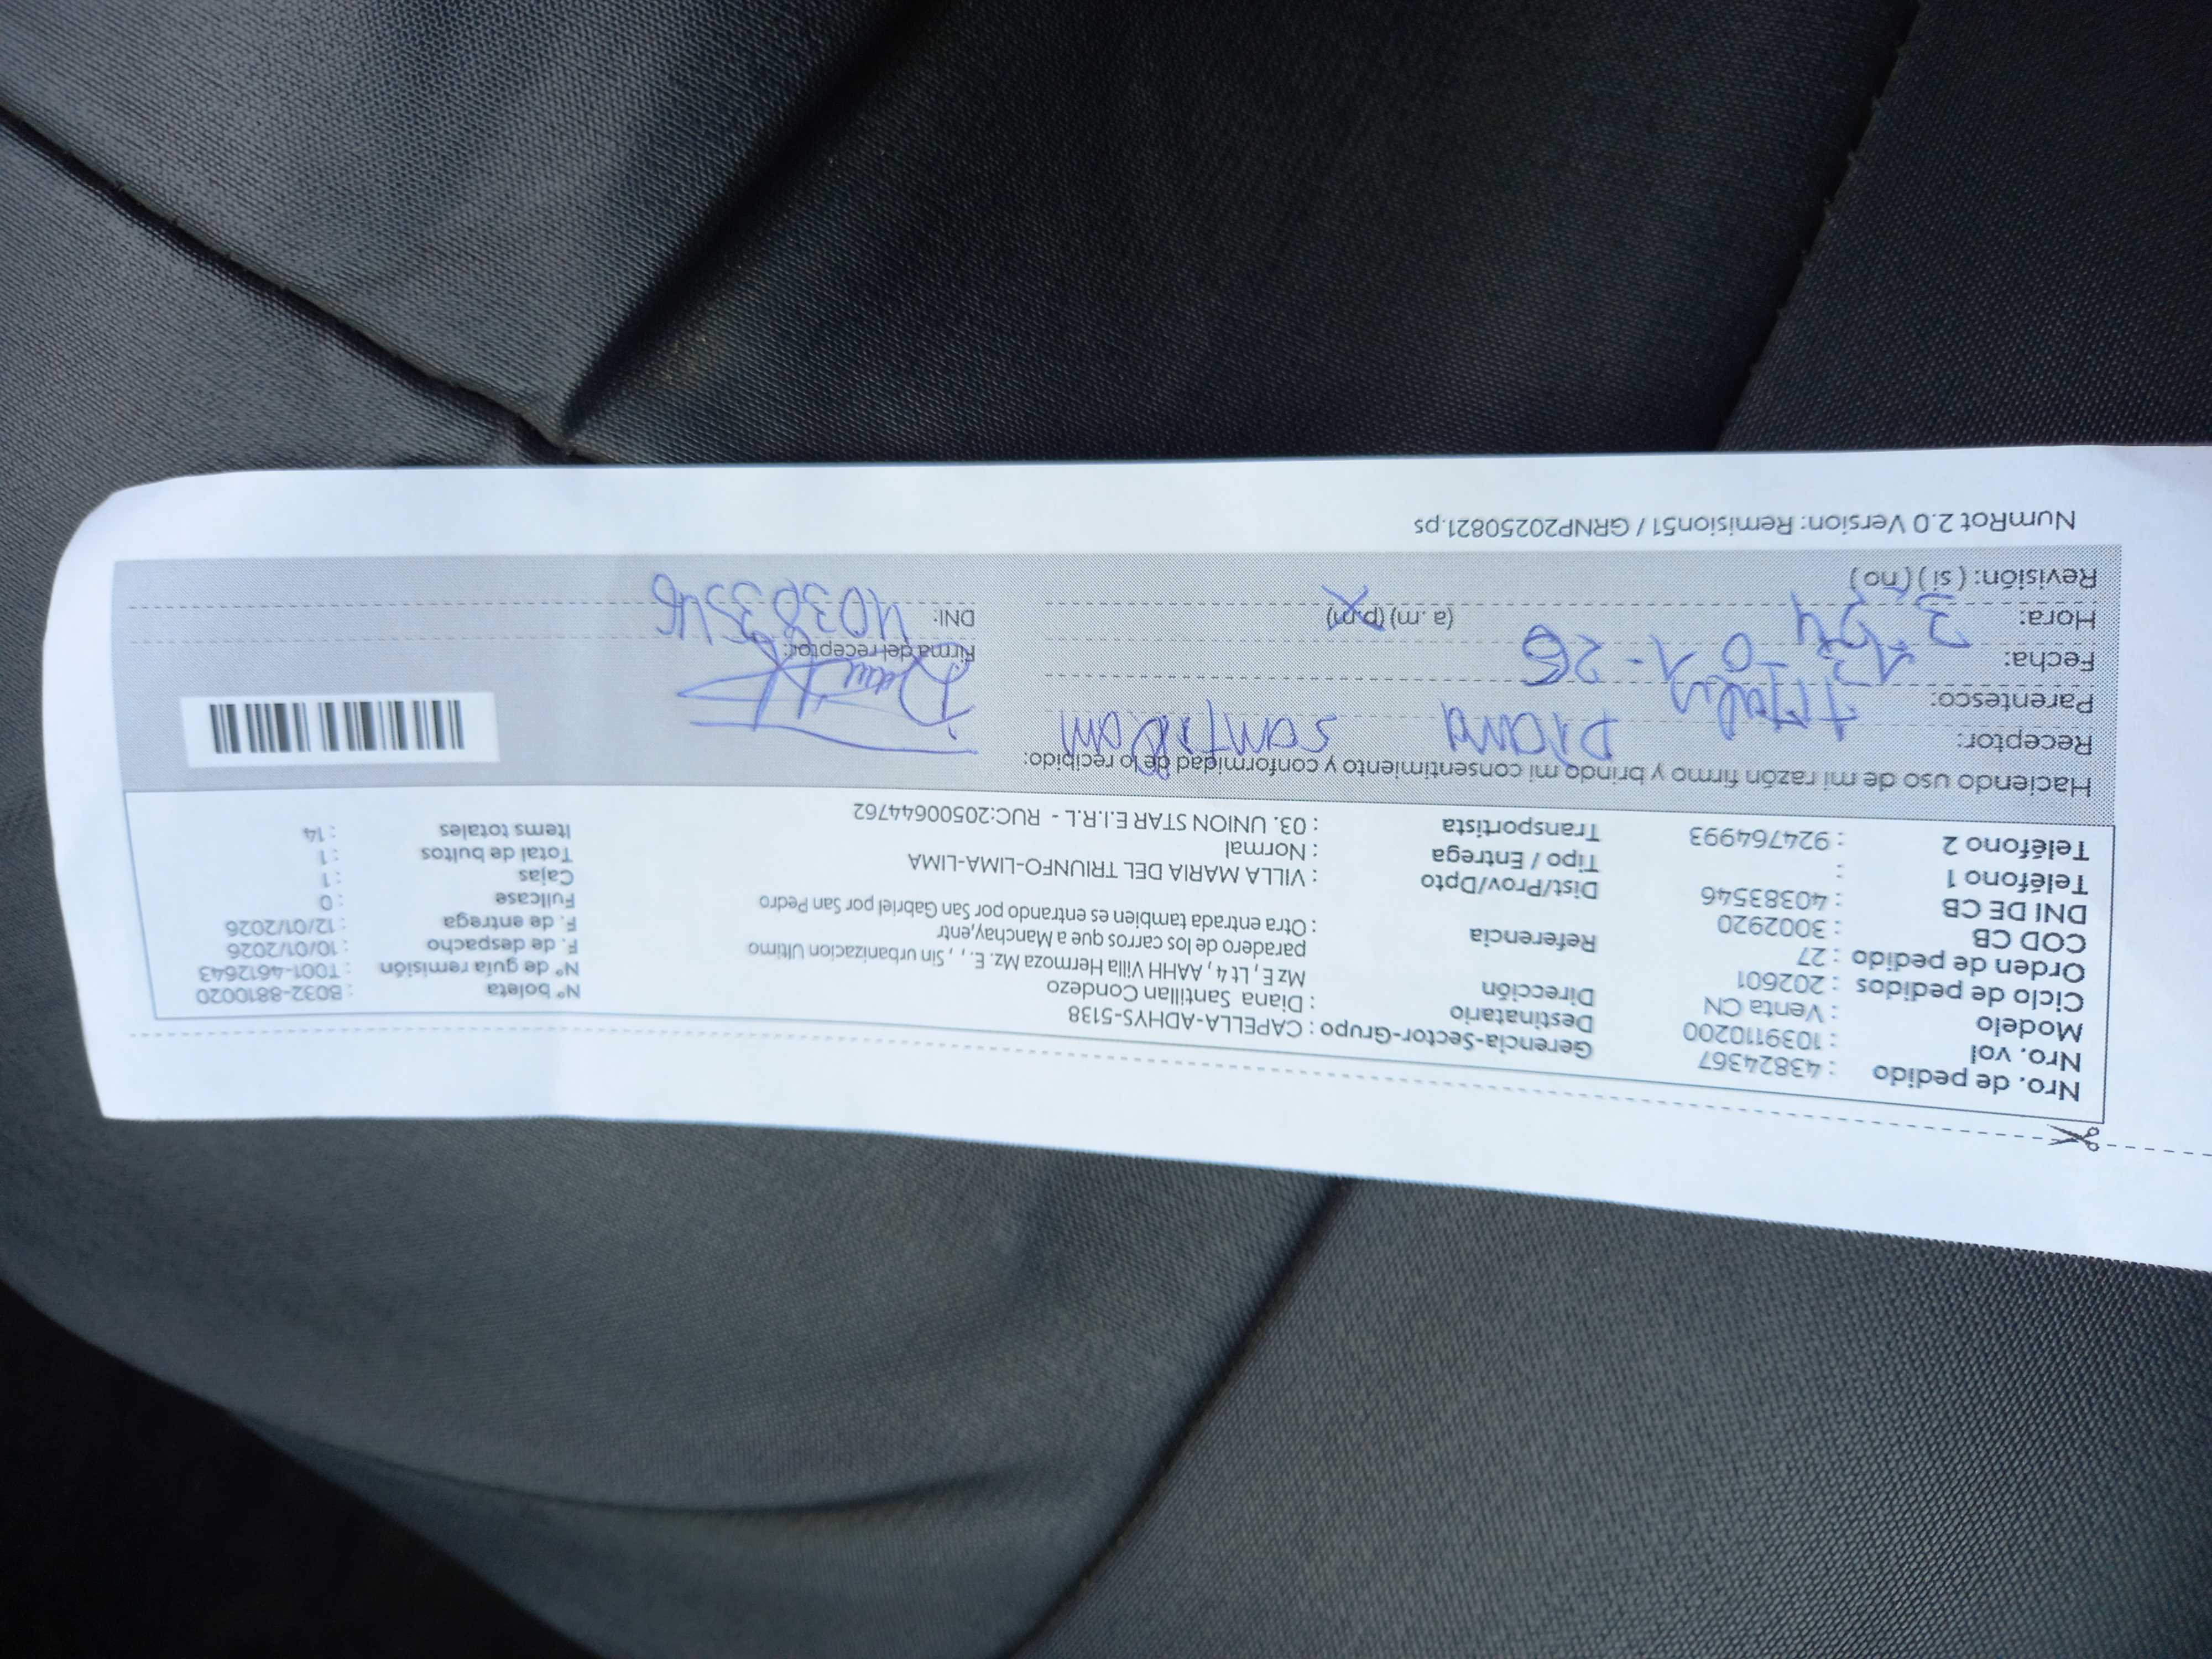 Nro. de pedido : 43824367
Nro. vol : 1039110200
Modelo : Venta CN
Ciclo de pedidos : 202601
Orden de pedido : 27
COD CB : 3002920
DNI DE CB : 40383546
Teléfono 1 :
Teléfono 2 : 924764993
Gerencia-Sector-Grupo : CAPELLA-ADHYS-5138
Destinatario : Diana Santillan Condezo
Dirección Mz E, Lt 4, AAHH Villa Hermoza Mz. E. , , Sin urbanizacion Ultimo
paradero de los carros que a Manchay,entr
Referencia : Otra entrada tambien es entrando por San Gabriel por San Pedro
Dist/Prov/Dpto : VILLA MARIA DEL TRIUNFO-LIMA-LIMA
Tipo / Entrega : Normal
Transportista : 03. UNION STAR E.I.R.L - RUC:20500644762
Nº boleta : B032-8810020
Nº de guía remisión : T001-4612643
F. de despacho : 10/01/2026
F. de entrega : 12/01/2026
Fullcase : 0
Cajas : 1
Total de bultos : 1
Items totales : 14
Haciendo uso de mi razón firmo y brindo mi consentimiento y conformidad de lo recibido:
Receptor: Diana
Parentesco:
Fecha: 13-01-26
Hora: 3:24 (a.m) (p.m)
Revisión: ( si ) ( no )
Firma del receptor:
DNI: 40383546
NumRot 2.0 Version: Remision51 / GRNP20250821.ps